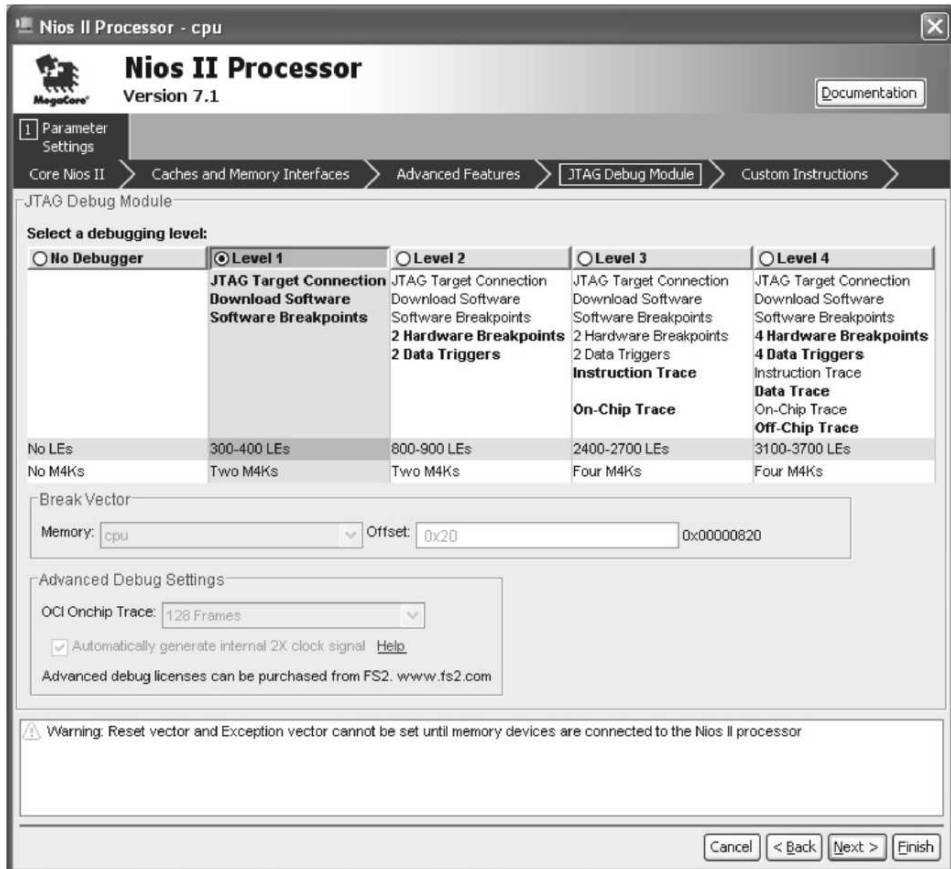 Nios II Processor - cpu
MegaCore®
Nios II Processor
Version 7.1
Documentation
1 Parameter
Settings
Core Nios II Caches and Memory Interfaces Advanced Features JTAG Debug Module Custom Instructions
JTAG Debug Module
Select a debugging level:
No Debugger Level 1 Level 2 Level 3 Level 4
JTAG Target Connection JTAG Target Connection JTAG Target Connection JTAG Target Connection
Download Software Download Software Download Software Download Software
Software Breakpoints Software Breakpoints Software Breakpoints Software Breakpoints
2 Hardware Breakpoints 2 Hardware Breakpoints 4 Hardware Breakpoints
2 Data Triggers 2 Data Triggers 4 Data Triggers
Instruction Trace Instruction Trace
Data Trace
On-Chip Trace On-Chip Trace
Off-Chip Trace
No LEs 300-400 LEs 800-900 LEs 2400-2700 LEs 3100-3700 LEs
No M4Ks Two M4Ks Two M4Ks Four M4Ks Four M4Ks
Break Vector
Memory: cpu Offset: 0x20 0x00000820
Advanced Debug Settings
OCI Onchip Trace: 128 Frames
Automatically generate internal 2X clock signal Help
Advanced debug licenses can be purchased from FS2. www.fs2.com
Warning: Reset vector and Exception vector cannot be set until memory devices are connected to the Nios II processor
Cancel < Back Next > Finish